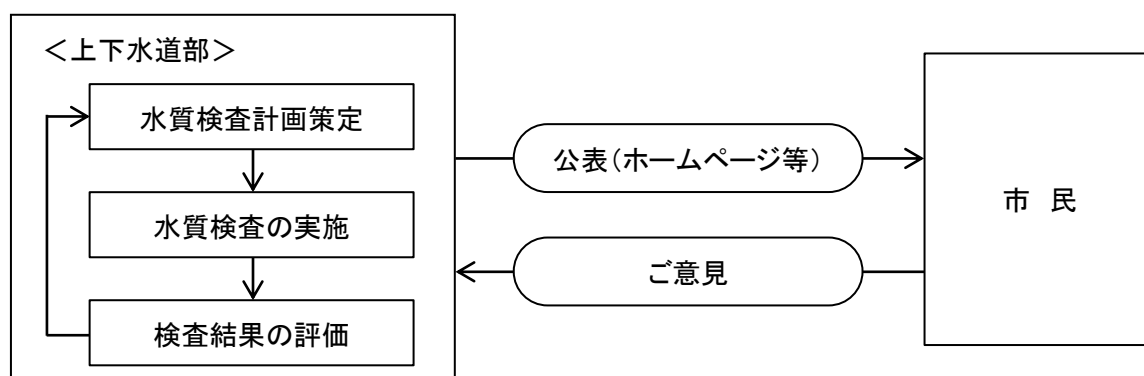 <上下水道部>
水質検査計画策定
水質検査の実施
検査結果の評価
公表(ホームページ等)
ご意見
市 民